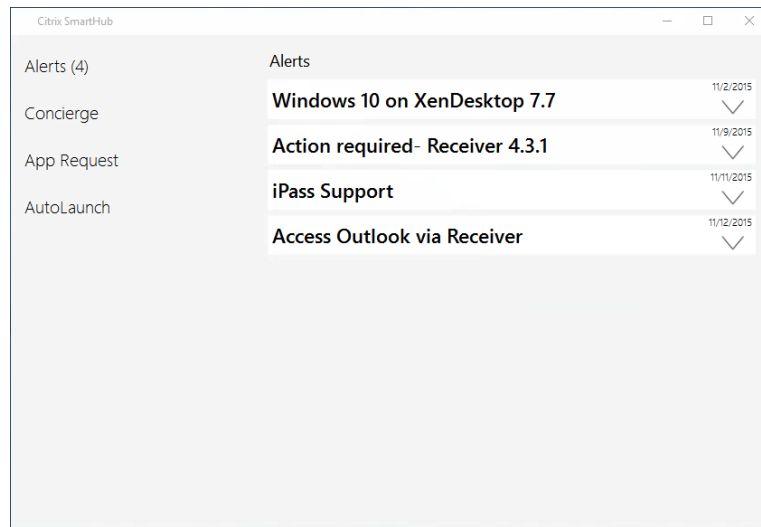 Citrix SmartHub
Alerts (4)
Concierge
App Request
AutoLaunch
Alerts
Windows 10 on XenDesktop 7.7
11/2/2015
Action required- Receiver 4.3.1
11/9/2015
iPass Support
11/11/2015
Access Outlook via Receiver
11/12/2015